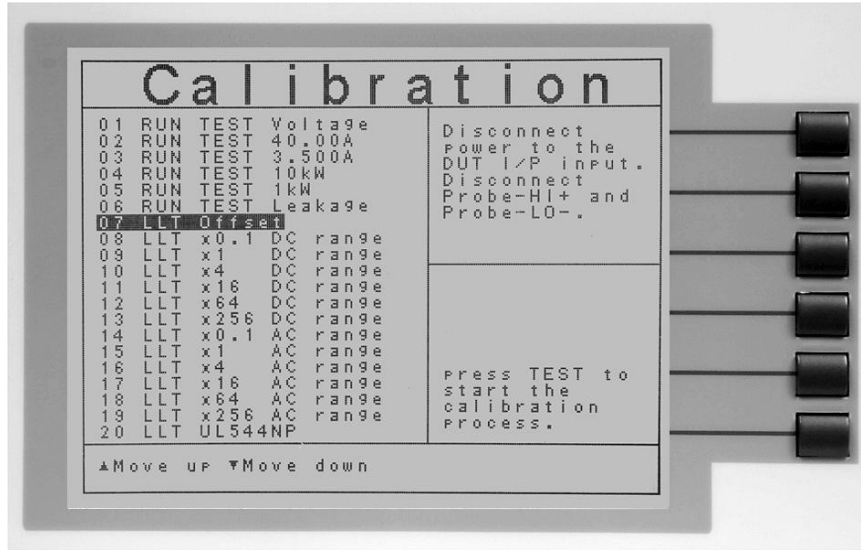 Calibration
01 RUN TEST Voltage
02 RUN TEST 40.00A
03 RUN TEST 3.500A
04 RUN TEST 10kW
05 RUN TEST 1kW
06 RUN TEST Leakage
07 LLT Offset
08 LLT x0.1 DC range
09 LLT x1 DC range
10 LLT x4 DC range
11 LLT x16 DC range
12 LLT x64 DC range
13 LLT x256 DC range
14 LLT x0.1 AC range
15 LLT x1 AC range
16 LLT x4 AC range
17 LLT x16 AC range
18 LLT x64 AC range
19 LLT x256 AC range
20 LLT UL544NP
Disconnect
power to the
DUT I/P input.
Disconnect
Probe-HI+ and
Probe-LO-.
press TEST to
start the
calibration
process.
▲Move up ▼Move down